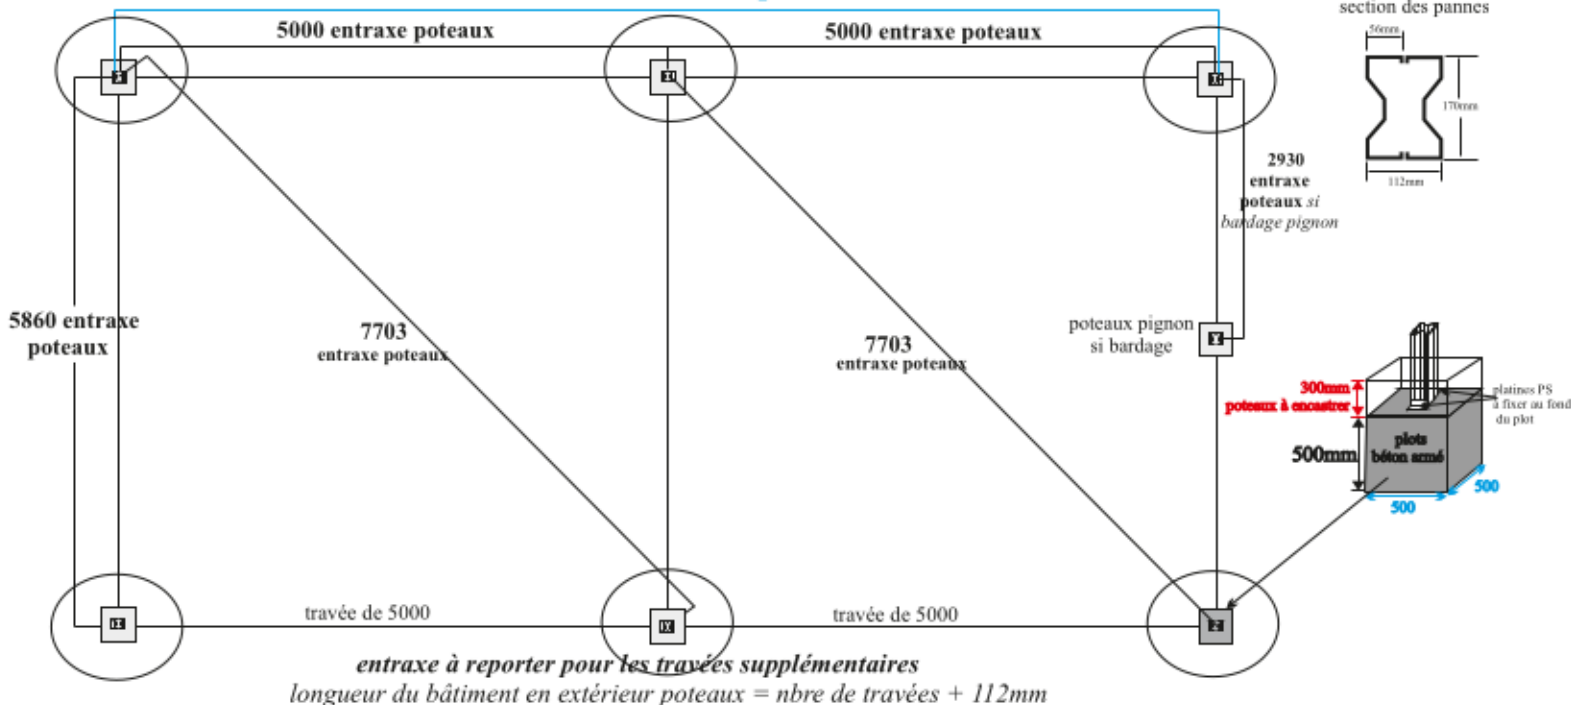 section des pannes
56mm
170mm
112mm
5000 entraxe poteaux
5000 entraxe poteaux
2930
entraxe
poteaux si
bardage pignon
5860 entraxe
poteaux
7703
entraxe poteaux
7703
entraxe poteaux
poteaux pignon
si bardage
300mm
poteaux à encastrer
platines PS
à fixer au fond
du plot
500mm
plots
béton armé
500
500
travée de 5000
travée de 5000
entraxe à reporter pour les travées supplémentaires
longueur du bâtiment en extérieur poteaux = nbre de travées + 112mm